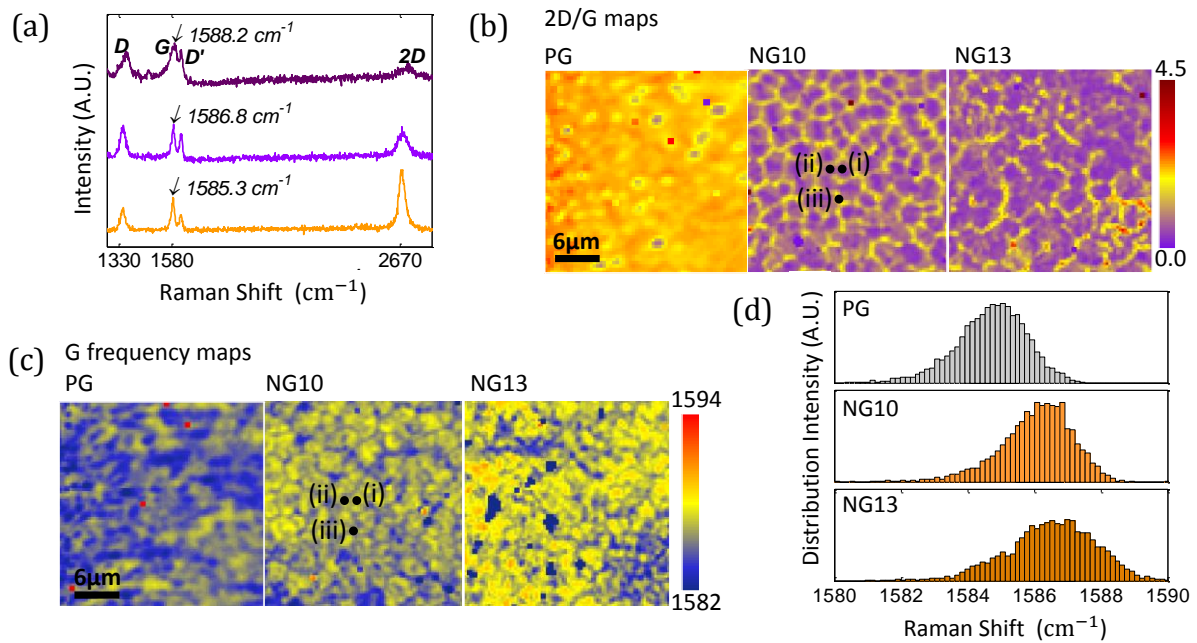 (a)
D
G
D'
2D
1588.2 cm⁻¹
1586.8 cm⁻¹
1585.3 cm⁻¹
Intensity (A.U.)
1330
1580
2670
Raman Shift (cm⁻¹)
(b)
2D/G maps
PG
NG10
NG13
(ii)
(i)
(iii)
6μm
4.5
0.0
(c)
G frequency maps
PG
NG10
NG13
(ii)
(i)
(iii)
6μm
1594
1582
(d)
PG
NG10
NG13
Distribution Intensity (A.U.)
1580 1582 1584 1586 1588 1590
Raman Shift (cm⁻¹)